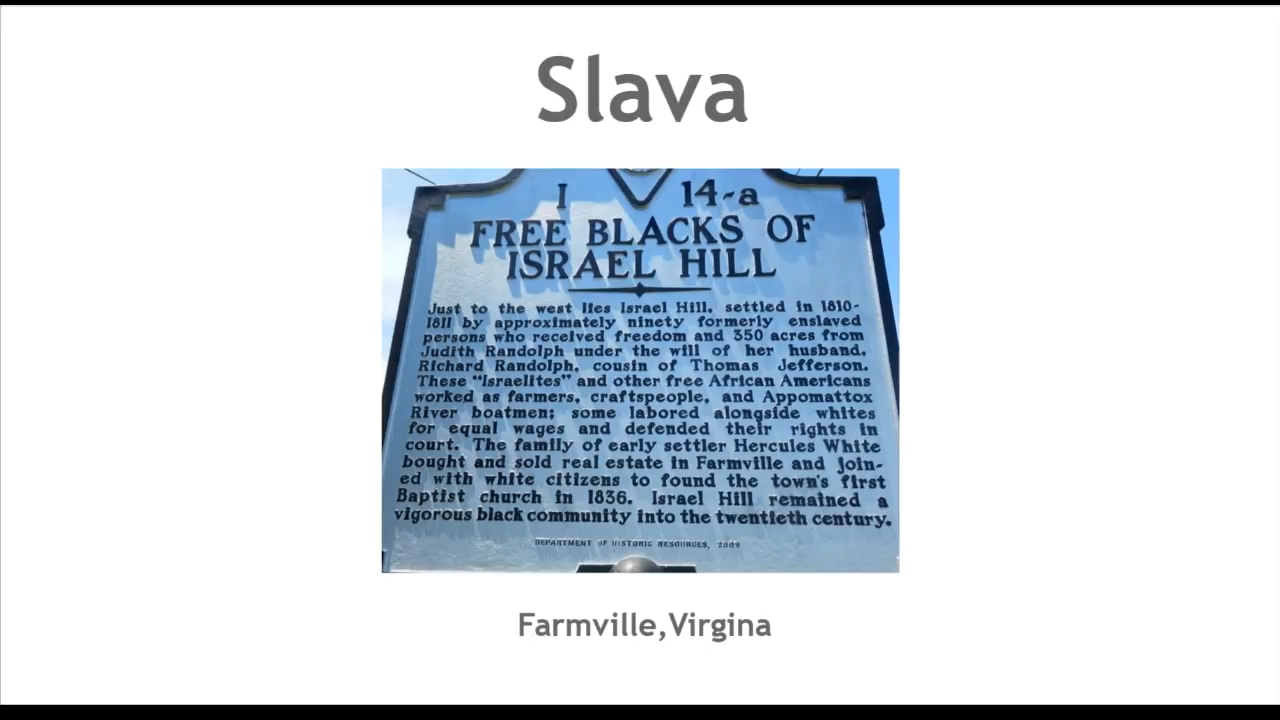 Slava
I 14-a
FREE BLACKS OF
ISRAEL HILL
Just to the west lies Israel Hill, settled in 1810-
1811 by approximately ninety formerly enslaved
persons who received freedom and 350 acres from
Judith Randolph under the will of her husband,
Richard Randolph, cousin of Thomas Jefferson.
These "Israelites" and other free African Americans
worked as farmers, craftspeople, and Appomattox
River boatmen; some labored alongside whites
for equal wages and defended their rights in
court. The family of early settler Hercules White
bought and sold real estate in Farmville and join-
ed with white citizens to found the town's first
Baptist church in 1836. Israel Hill remained a
vigorous black community into the twentieth century.
DEPARTMENT OF HISTORIC RESOURCES, 2009
Farmville,Virgina